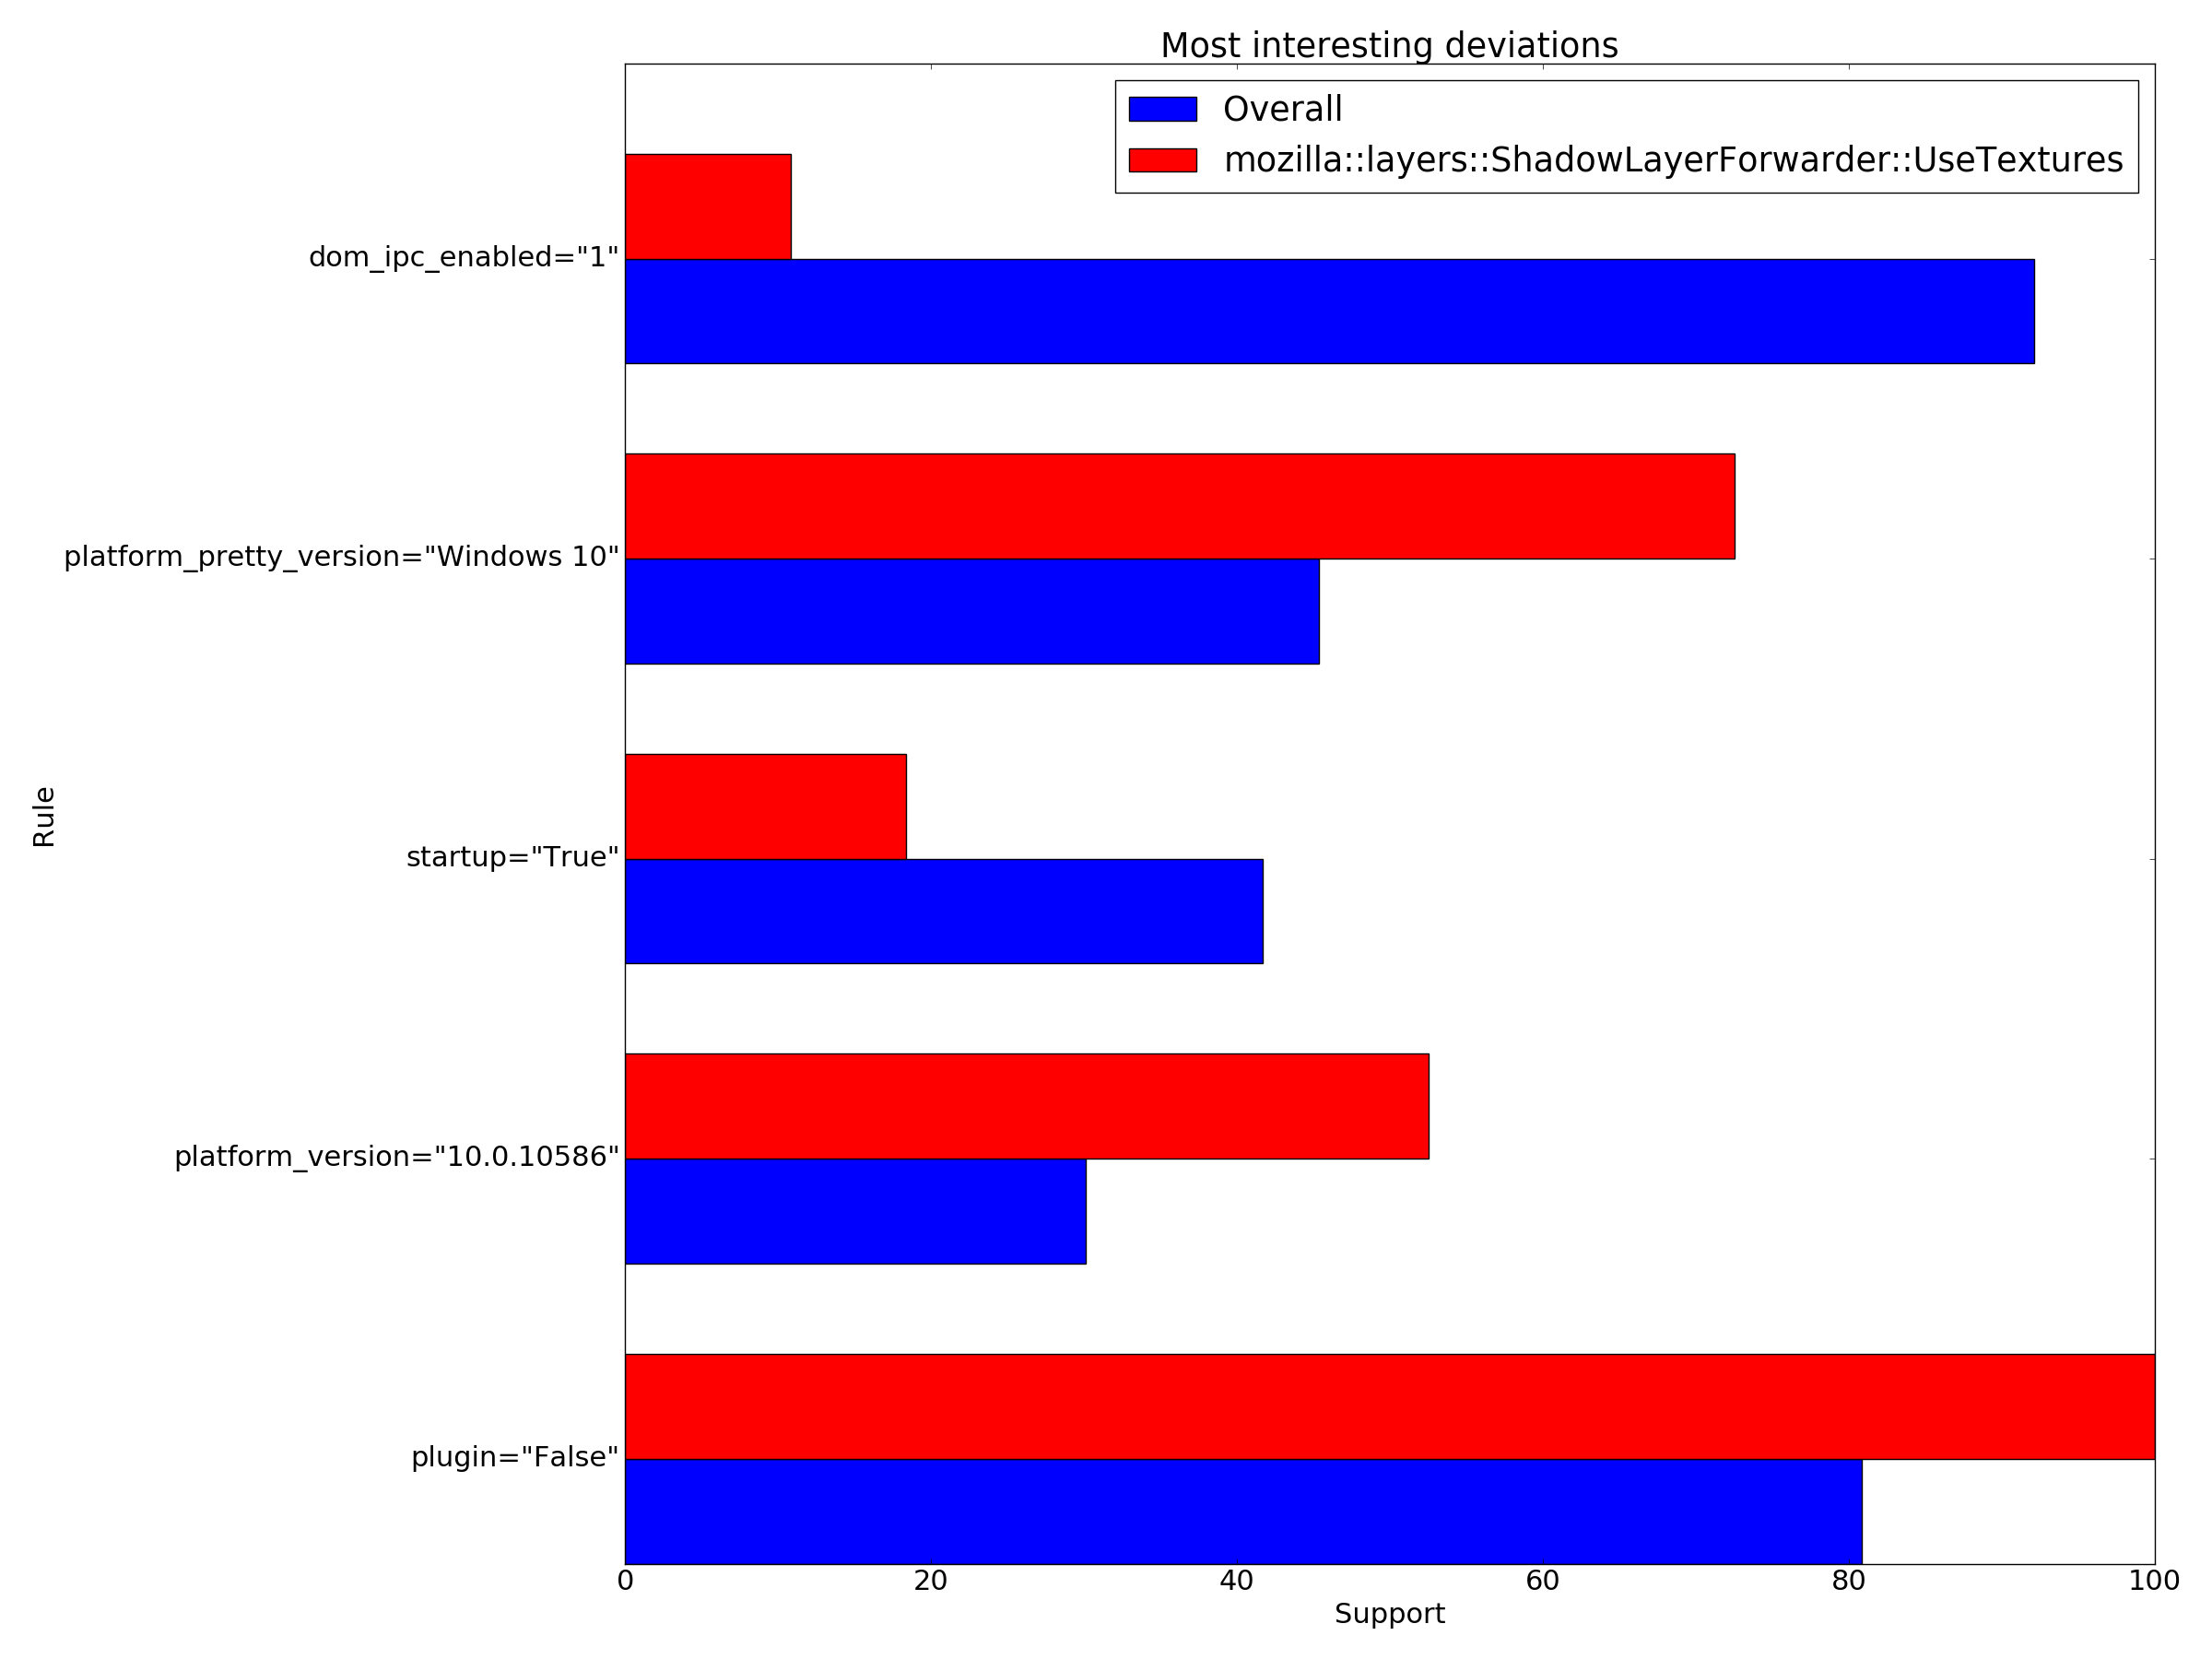 Most interesting deviations
Overall
mozilla::layers::ShadowLayerForwarder::UseTextures
dom_ipc_enabled="1"
platform_pretty_version="Windows 10"
startup="True"
platform_version="10.0.10586"
plugin="False"
Rule
0 20 40 60 80 100
Support